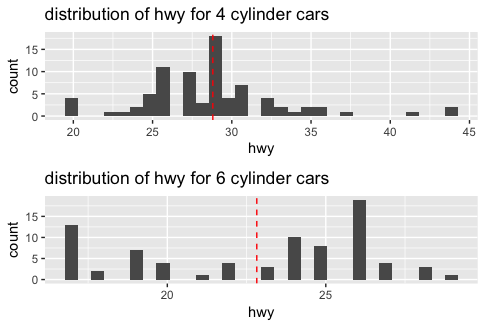 distribution of hwy for 4 cylinder cars
15
10
5
0
count
20 25 30 35 40 45
hwy
distribution of hwy for 6 cylinder cars
15
10
5
0
count
20 25
hwy